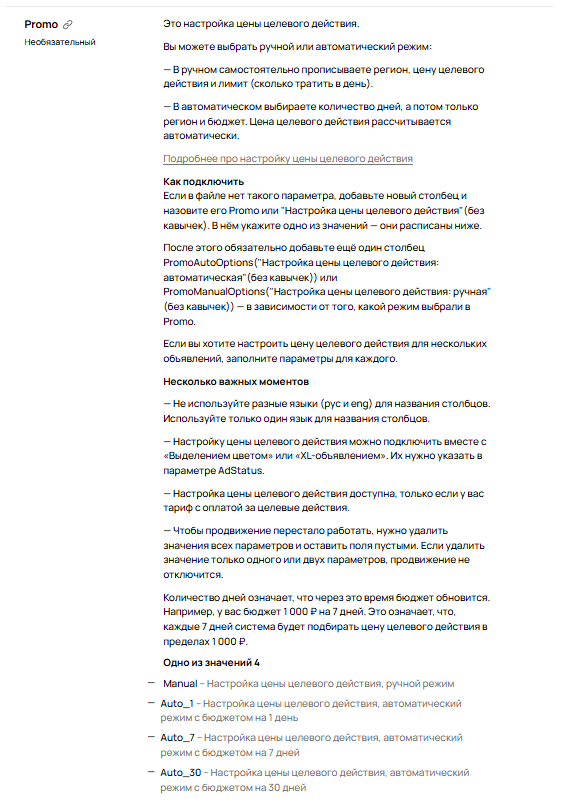 Promo
Необязательный
Это настройка цены целевого действия.
Вы можете выбрать ручной или автоматический режим:
— В ручном самостоятельно прописываете регион, цену целевого
действия и лимит (сколько тратить в день).
— В автоматическом выбираете количество дней, а потом только
регион и бюджет. Цена целевого действия рассчитывается
автоматически.
Подробнее про настройку цены целевого действия
Как подключить
Если в файле нет такого параметра, добавьте новый столбец и
назовите его Promo или "Настройка цены целевого действия"(без
кавычек). В нём укажите одно из значений — они расписаны ниже.
После этого обязательно добавьте ещё один столбец
PromoAutoOptions("Настройка цены целевого действия:
автоматическая"(без кавычек)) или
PromoManualOptions("Настройка цены целевого действия: ручная"
(без кавычек)) — в зависимости от того, какой режим выбрали в
Promo.
Если вы хотите настроить цену целевого действия для нескольких
объявлений, заполните параметры для каждого.
Несколько важных моментов
— Не используйте разные языки (рус и eng) для названия столбцов.
Используйте только один язык для названия столбцов.
— Настройку цены целевого действия можно подключить вместе с
«Выделением цветом» или «XL-объявлением». Их нужно указать в
параметре AdStatus.
— Настройка цены целевого действия доступна, только если у вас
тариф с оплатой за целевые действия.
— Чтобы продвижение перестало работать, нужно удалить
значения всех параметров и оставить поля пустыми. Если удалить
значение только одного или двух параметров, продвижение не
отключится.
Количество дней означает, что через это время бюджет обновится.
Например, у вас бюджет 1 000 ₽ на 7 дней. Это означает, что,
каждые 7 дней система будет подбирать цену целевого действия в
пределах 1 000 ₽.
Одно из значений 4
— Manual – Настройка цены целевого действия, ручной режим
— Auto_1 – Настройка цены целевого действия, автоматический
режим с бюджетом на 1 день
— Auto_7 – Настройка цены целевого действия, автоматический
режим с бюджетом на 7 дней
— Auto_30 – Настройка цены целевого действия, автоматический
режим с бюджетом на 30 дней